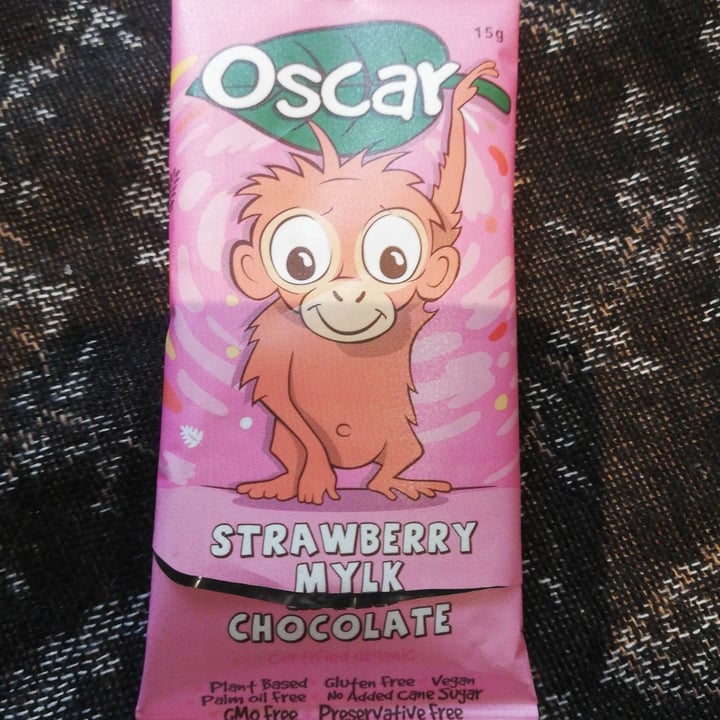 15g
Oscar
STRAWBERRY
MYLK
CHOCOLATE
certified organic
Plant Based Gluten Free Vegan
Palm oil Free No Added Cane Sugar
GMO Free Preservative Free